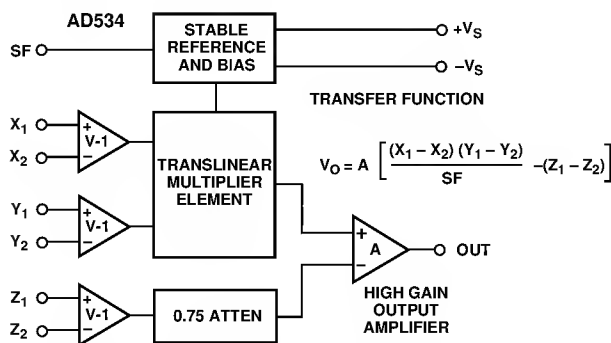 AD534
STABLE
REFERENCE
AND BIAS
SF
+VS
−VS
TRANSFER FUNCTION
X1
X2
+
−
V-1
TRANSLINEAR
MULTIPLIER
ELEMENT
VO = A [ (X1 − X2) (Y1 − Y2) / SF −(Z1 − Z2) ]
Y1
Y2
+
−
V-1
+
−
A
OUT
HIGH GAIN
OUTPUT
AMPLIFIER
Z1
Z2
+
−
V-1
0.75 ATTEN